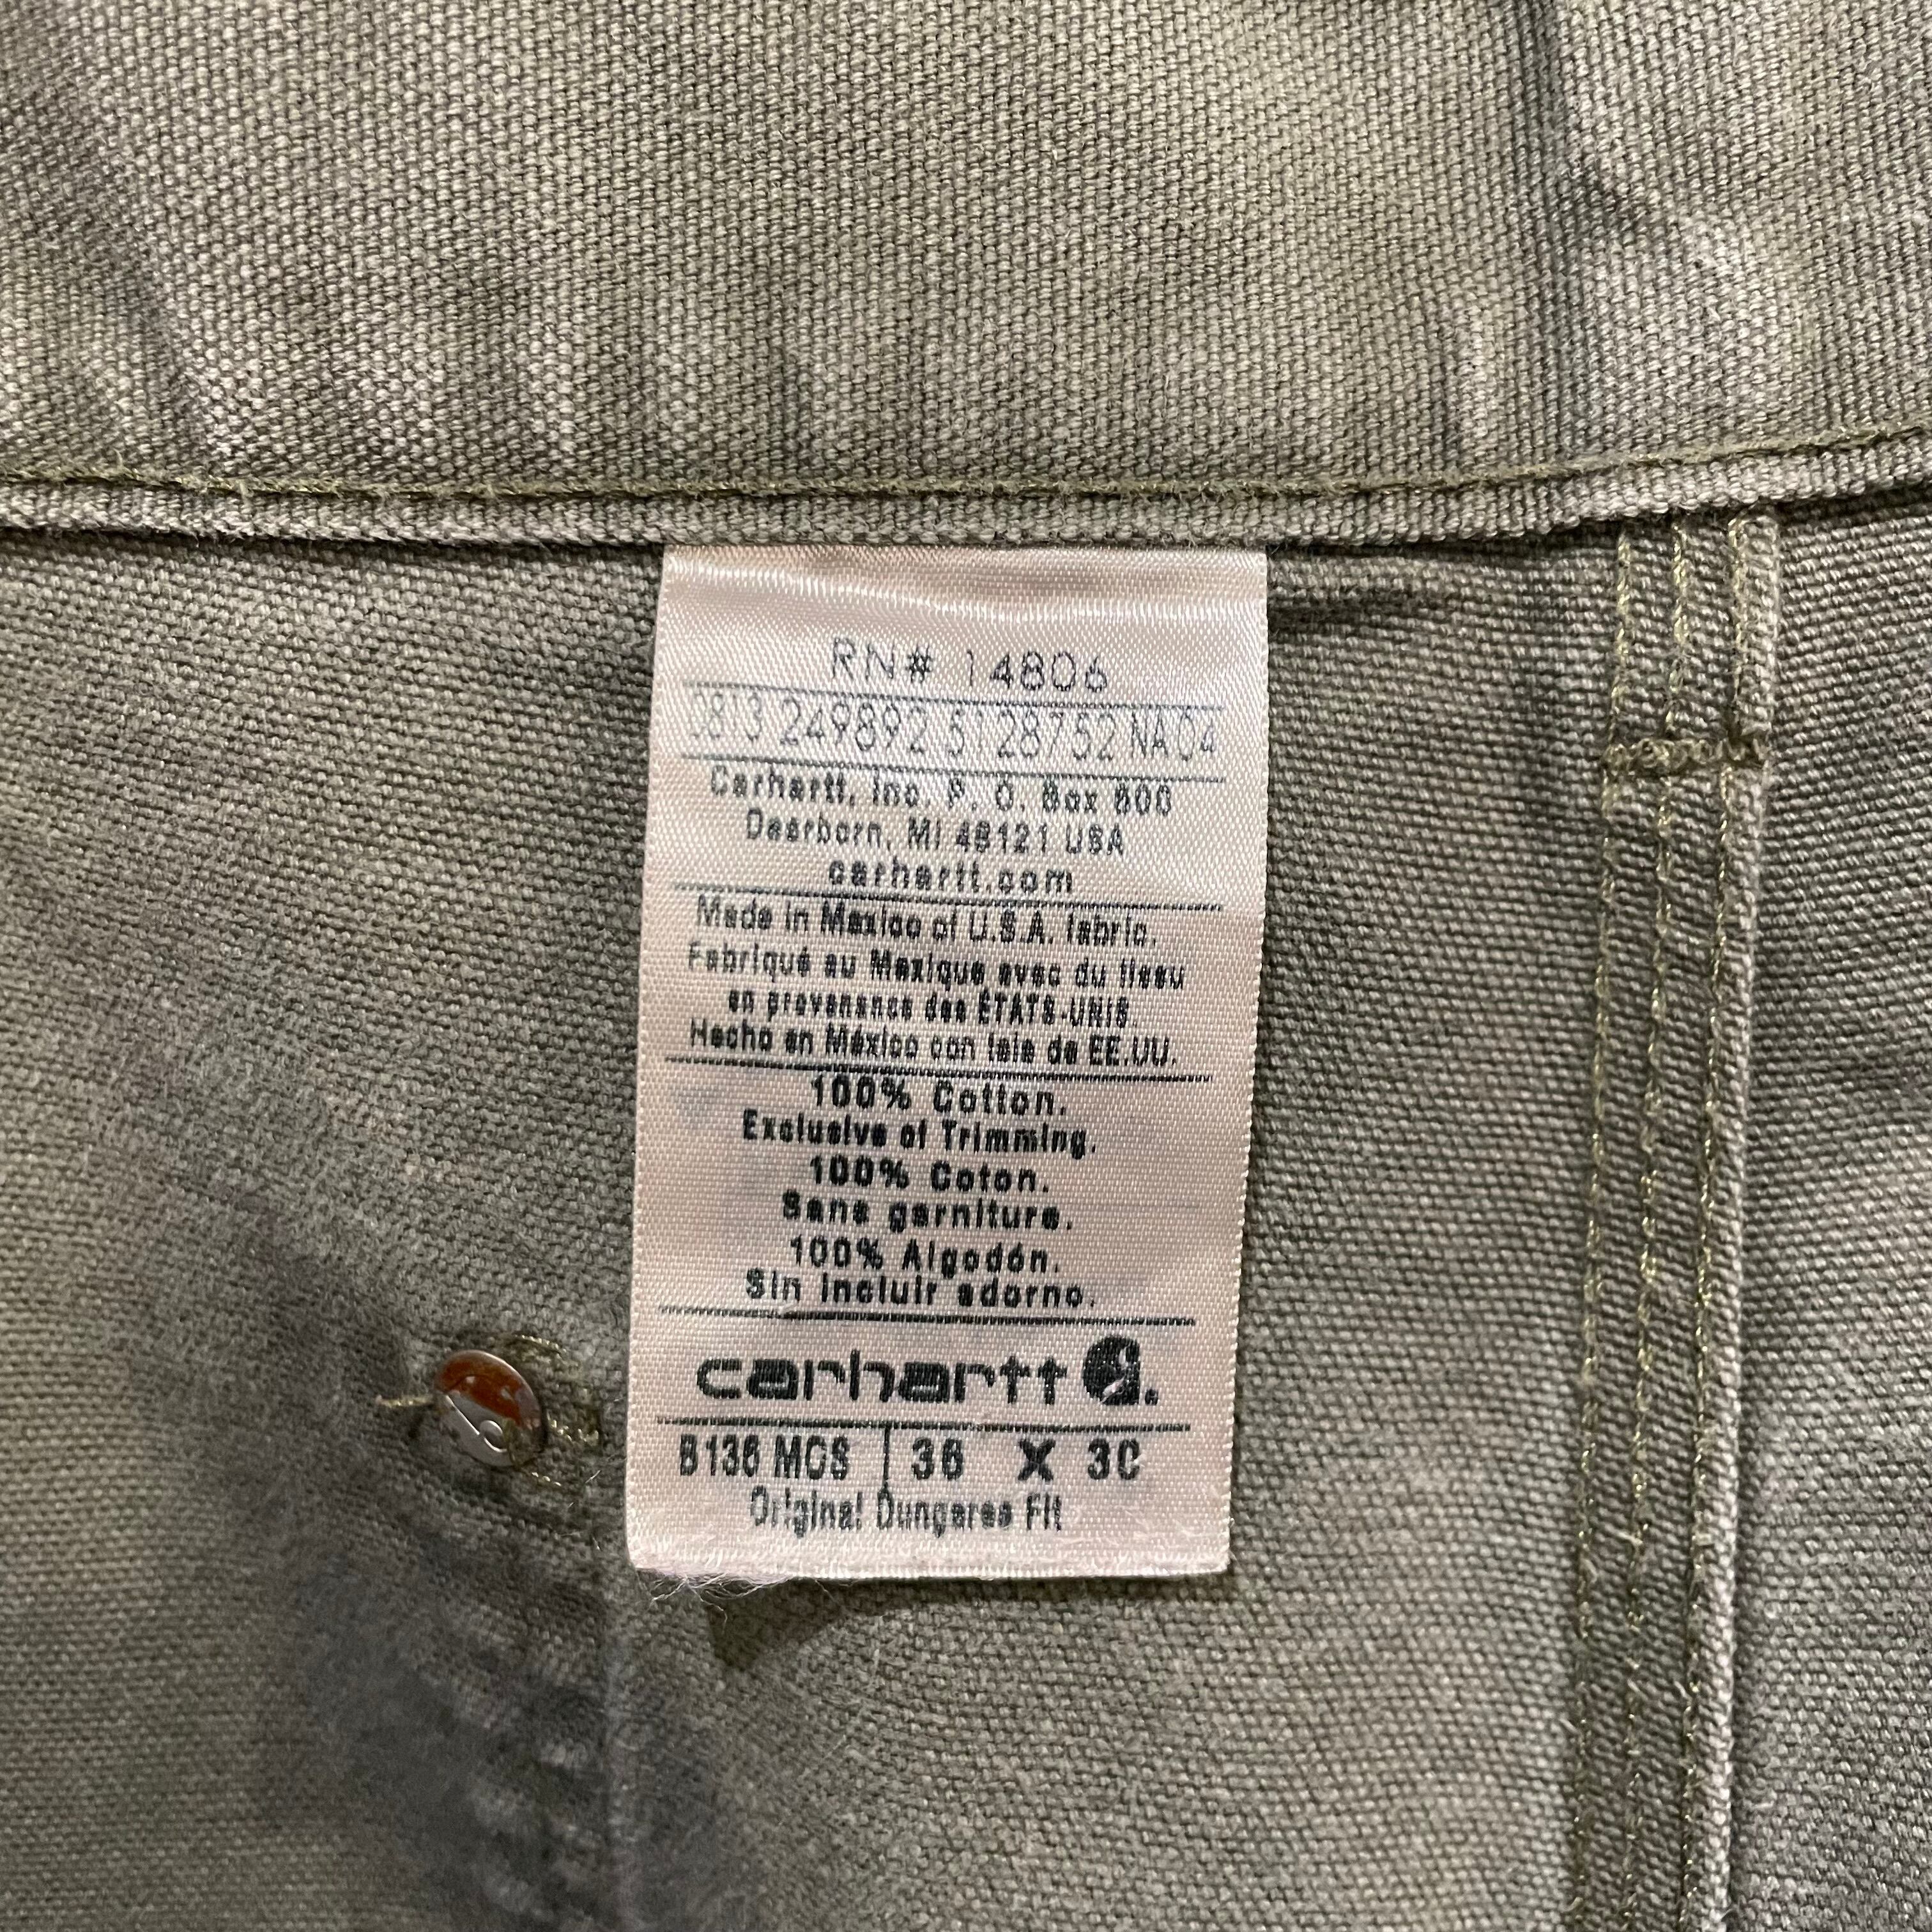 RN# 14806
0813 249892 5128752 NA 04
Carhartt, Inc. P. O. Box 600
Dearborn, MI 48121 USA
carhartt.com
Made in Mexico of U.S.A. fabric.
Fabriqué au Mexique avec du tissu
en provenance des ÉTATS-UNIS.
Hecho en México con tela de EE.UU.
100% Cotton.
Exclusive of Trimming.
100% Coton.
Sans garniture.
100% Algodón.
Sin incluir adorno.
carhartt
B136 MOS 36 X 30
Original Dungaree Fit